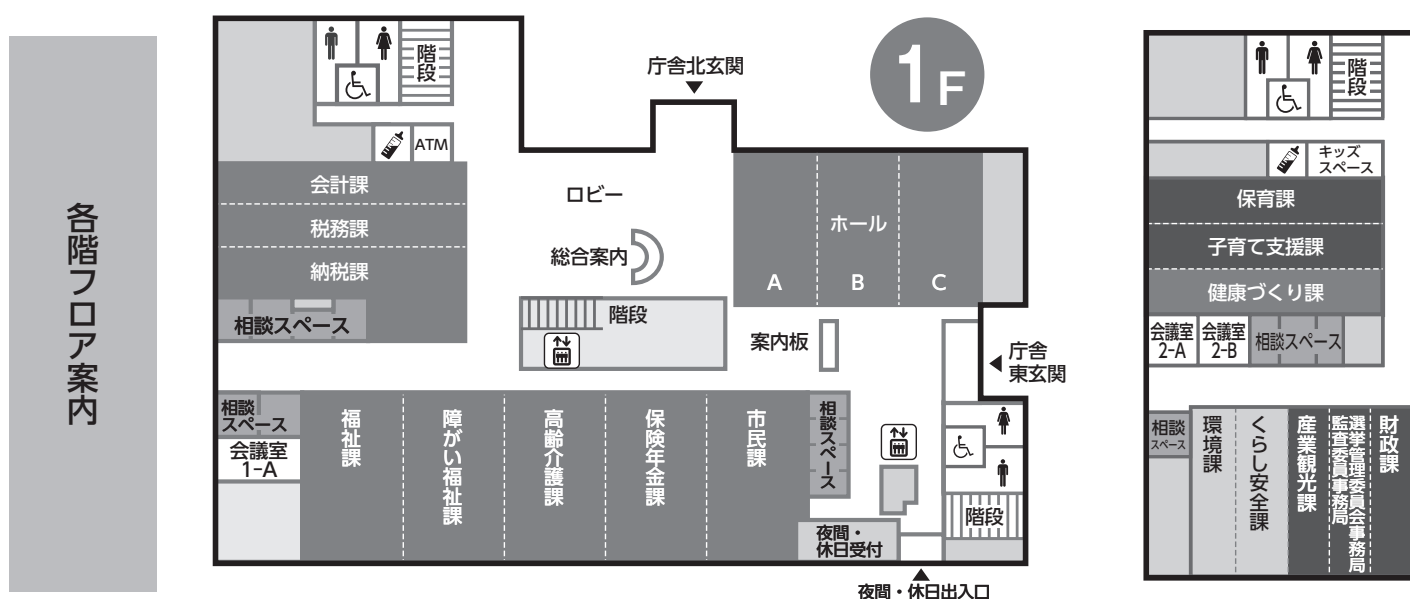 各階フロア案内
1F
階段
庁舎北玄関
ATM
会計課
税務課
納税課
相談スペース
ロビー
総合案内
階段
ホール
A
B
C
案内板
庁舎
東玄関
相談
スペース
会議室
1-A
福祉課
障がい福祉課
高齢介護課
保険年金課
市民課
相談スペース
階段
夜間・
休日受付
夜間・休日出入口
階段
キッズ
スペース
保育課
子育て支援課
健康づくり課
会議室
2-A
会議室
2-B
相談スペース
相談
スペース
環境課
くらし安全課
産業観光課
選挙管理委員会事務局
監査委員事務局
財政課